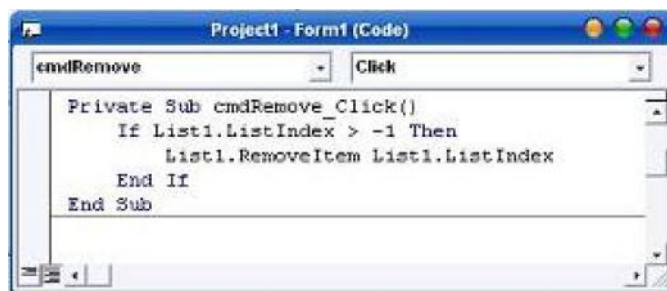 Project1 - Form1 (Code)
cmdRemove Click
Private Sub cmdRemove_Click()
If List1.ListIndex > -1 Then
List1.RemoveItem List1.ListIndex
End If
End Sub